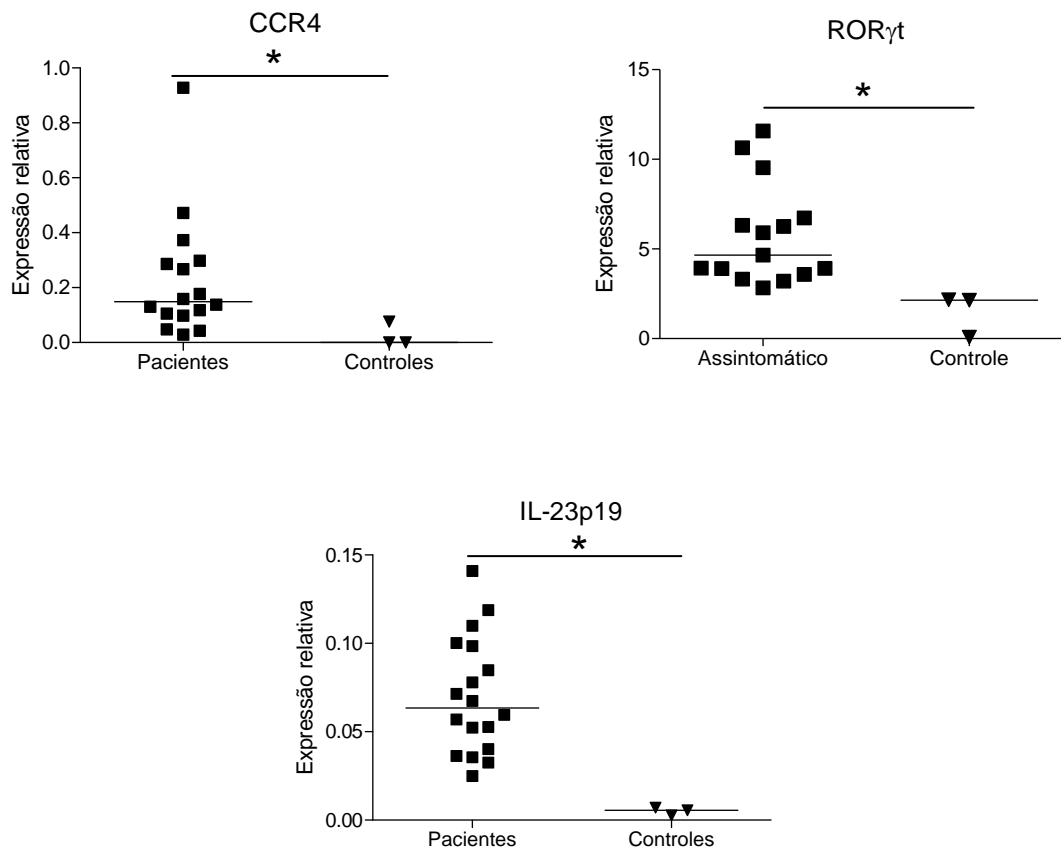 CCR4
*
Expressão relativa
1.0
0.8
0.6
0.4
0.2
0.0
Pacientes Controles
RORγt
*
Expressão relativa
15
10
5
0
Assintomático Controle
IL-23p19
*
Expressão relativa
0.15
0.10
0.05
0.00
Pacientes Controles